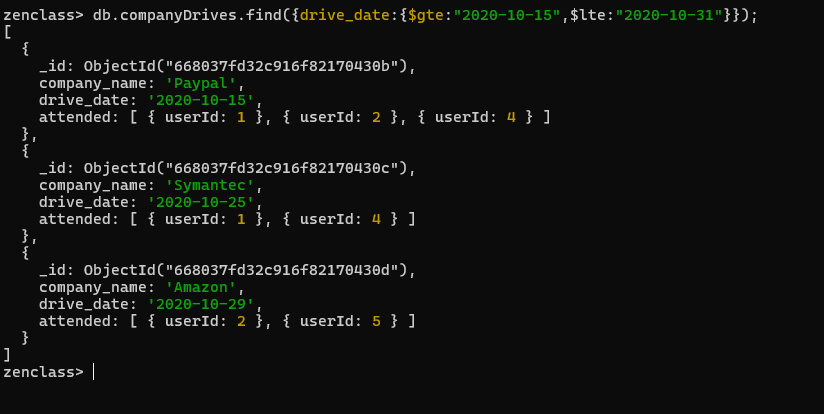 zenclass> db.companyDrives.find({drive_date:{$gte:"2020-10-15",$lte:"2020-10-31"}});
[
  {
    _id: ObjectId("668037fd32c916f82170430b"),
    company_name: 'Paypal',
    drive_date: '2020-10-15',
    attended: [ { userId: 1 }, { userId: 2 }, { userId: 4 } ]
  },
  {
    _id: ObjectId("668037fd32c916f82170430c"),
    company_name: 'Symantec',
    drive_date: '2020-10-25',
    attended: [ { userId: 1 }, { userId: 4 } ]
  },
  {
    _id: ObjectId("668037fd32c916f82170430d"),
    company_name: 'Amazon',
    drive_date: '2020-10-29',
    attended: [ { userId: 2 }, { userId: 5 } ]
  }
]
zenclass>